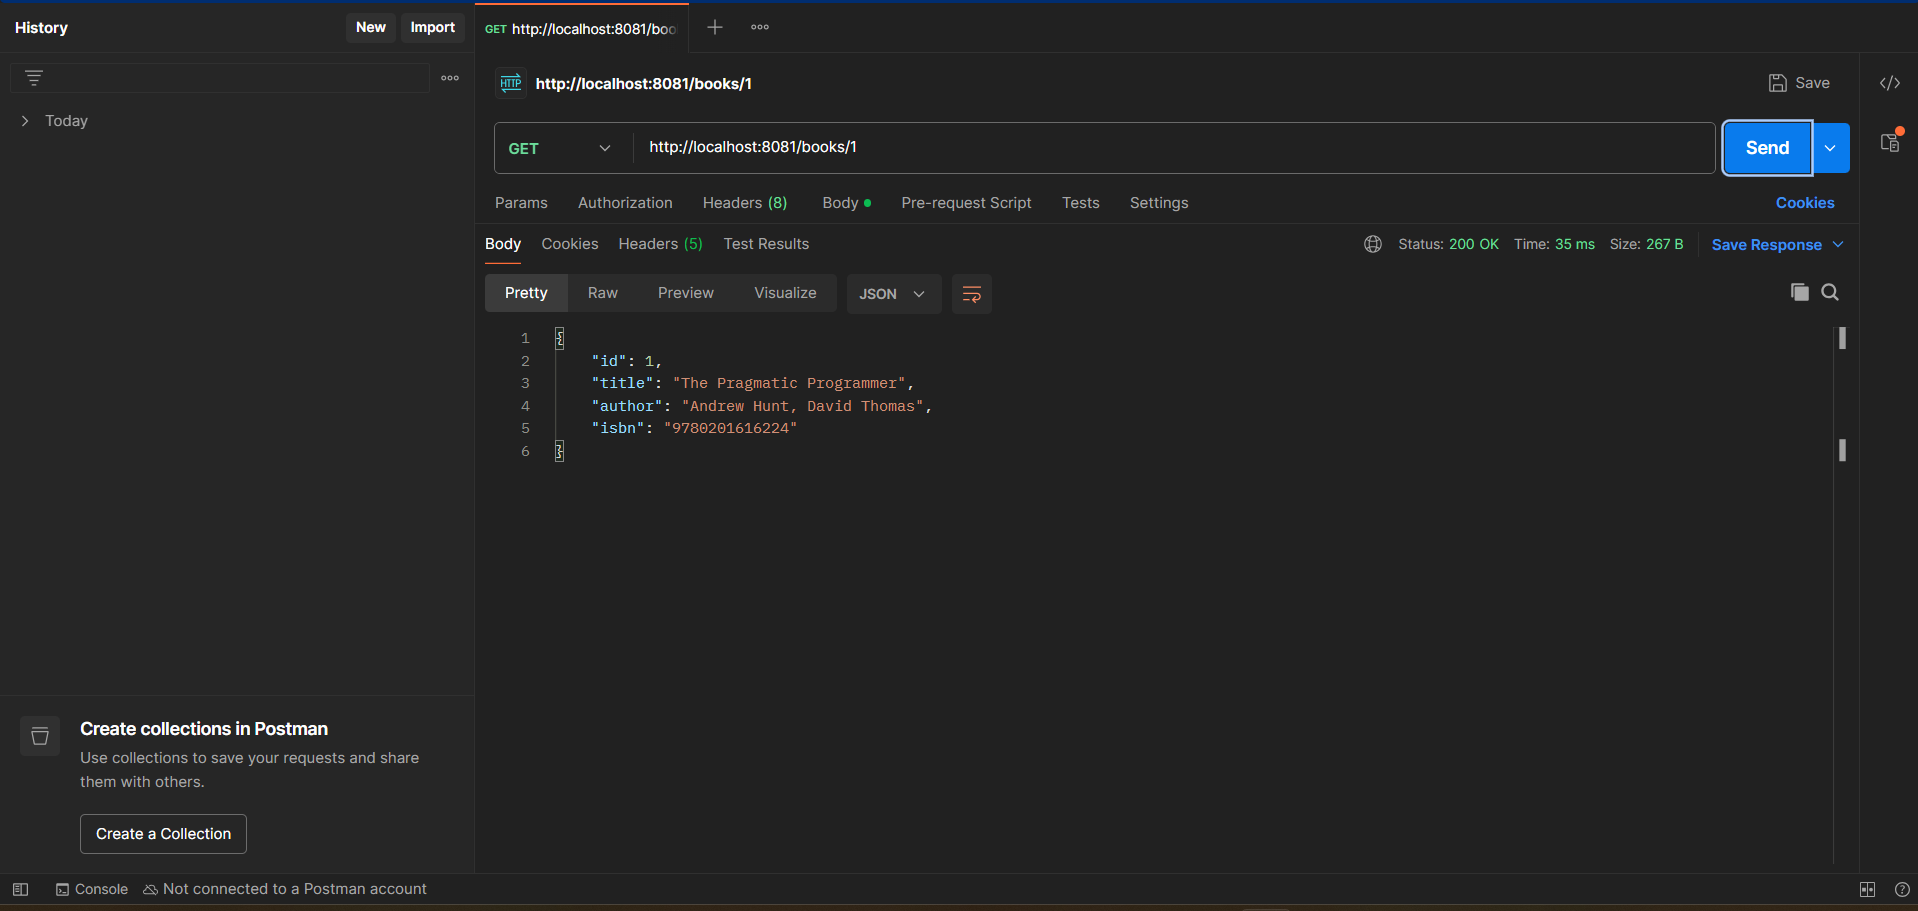 History
New
Import
GET http://localhost:8081/boo
HTTP http://localhost:8081/books/1
Save
Today
GET
http://localhost:8081/books/1
Send
Params
Authorization
Headers (8)
Body
Pre-request Script
Tests
Settings
Cookies
Body
Cookies
Headers (5)
Test Results
Status: 200 OK
Time: 35 ms
Size: 267 B
Save Response
Pretty
Raw
Preview
Visualize
JSON
1 {
2 "id": 1,
3 "title": "The Pragmatic Programmer",
4 "author": "Andrew Hunt, David Thomas",
5 "isbn": "9780201616224"
6 }
Create collections in Postman
Use collections to save your requests and share
them with others.
Create a Collection
Console
Not connected to a Postman account